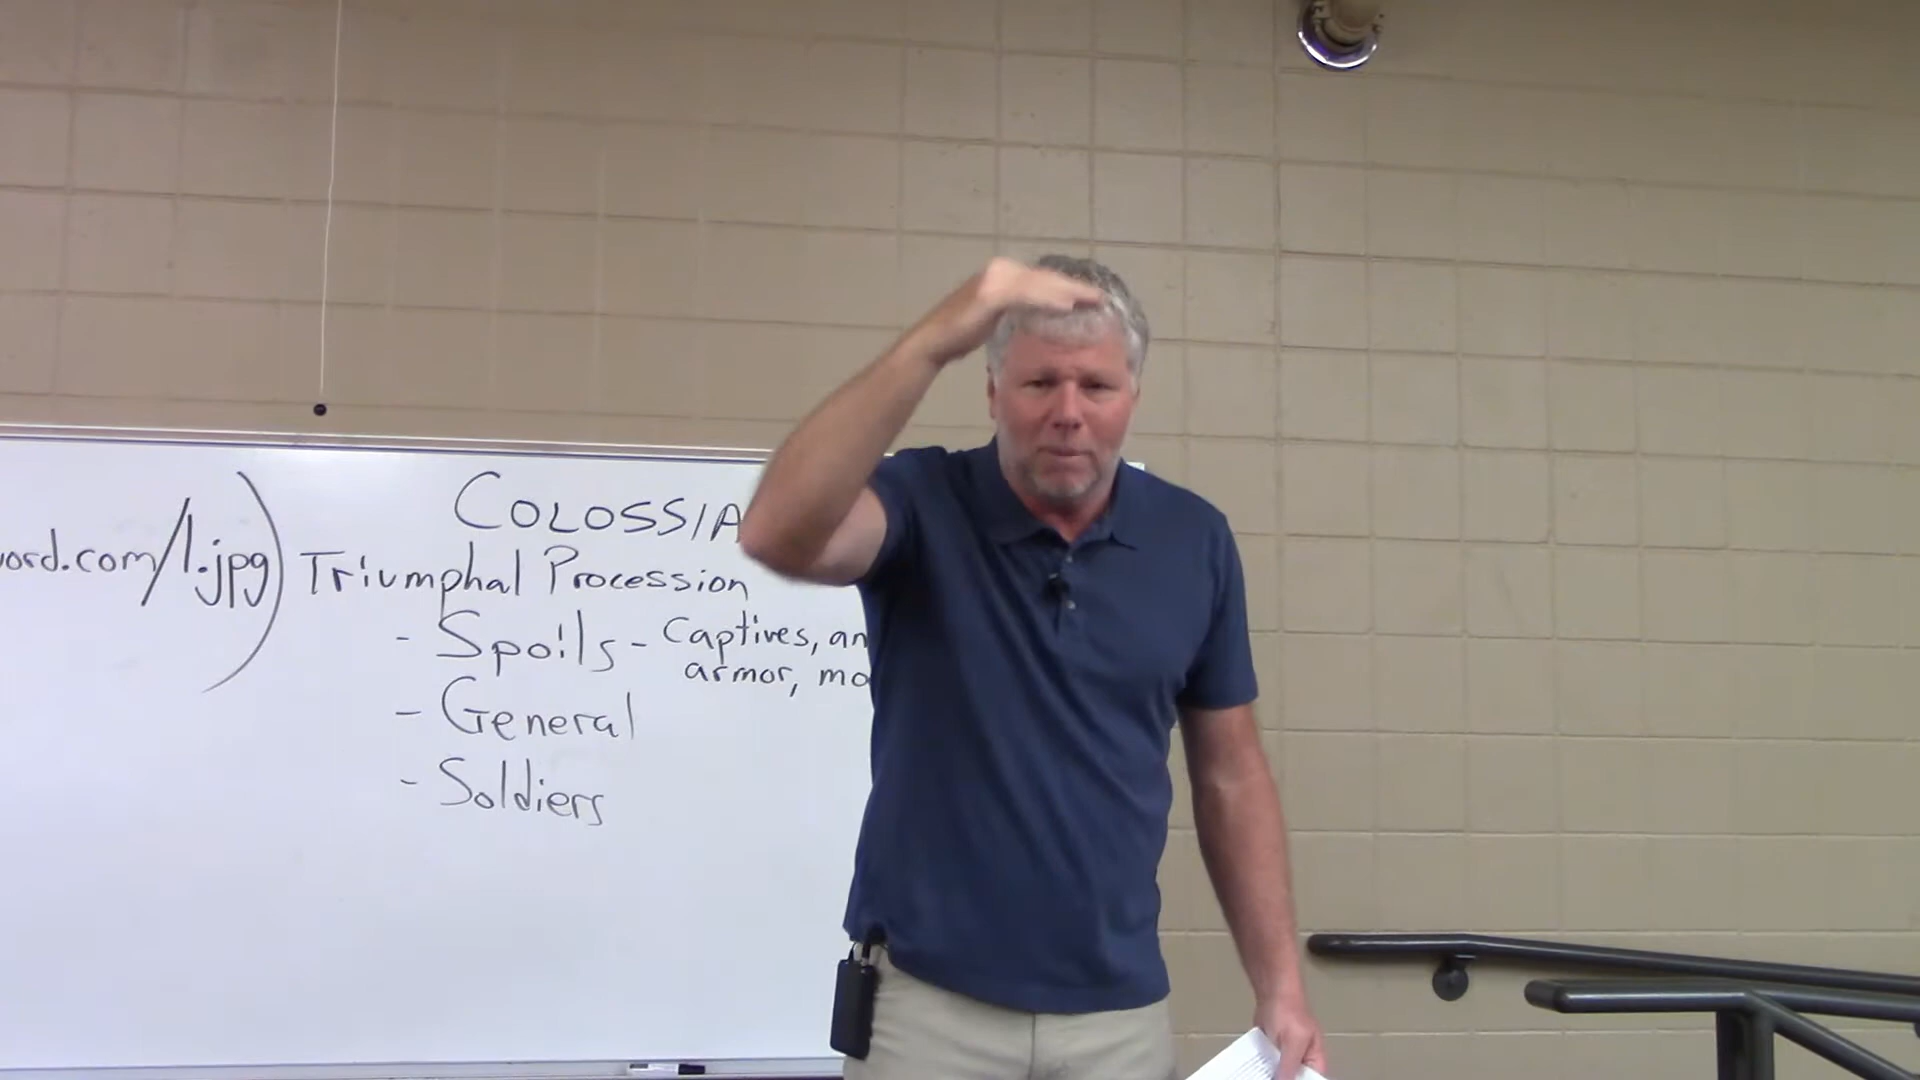 COLOSSIA
ord.com/1.jpg) Triumphal Procession
- Spoils - Captives, an
armor, mo
- General
- Soldiers